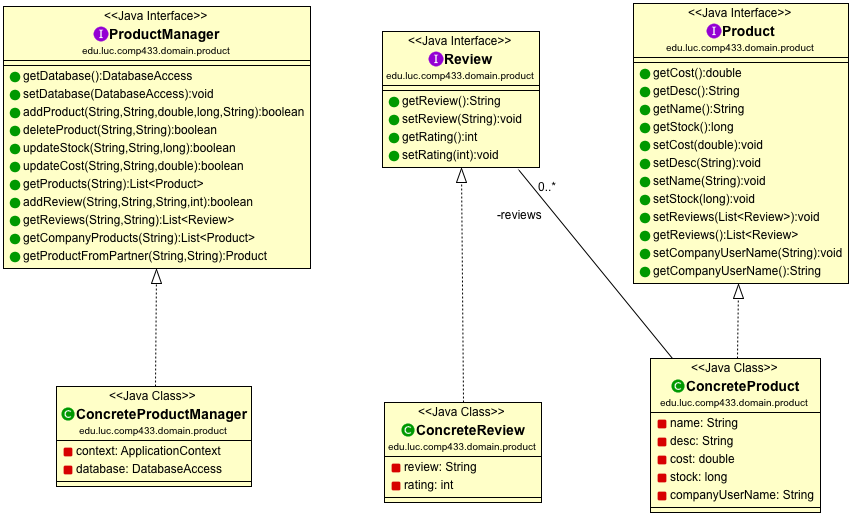 <<Java Interface>>
I ProductManager
edu.luc.comp433.domain.product
getDatabase():DatabaseAccess
setDatabase(DatabaseAccess):void
addProduct(String,String,double,long,String):boolean
deleteProduct(String,String):boolean
updateStock(String,String,long):boolean
updateCost(String,String,double):boolean
getProducts(String):List<Product>
addReview(String,String,String,int):boolean
getReviews(String,String):List<Review>
getCompanyProducts(String):List<Product>
getProductFromPartner(String,String):Product
<<Java Interface>>
I Review
edu.luc.comp433.domain.product
getReview():String
setReview(String):void
getRating():int
setRating(int):void
<<Java Interface>>
I Product
edu.luc.comp433.domain.product
getCost():double
getDesc():String
getName():String
getStock():long
setCost(double):void
setDesc(String):void
setName(String):void
setStock(long):void
setReviews(List<Review>):void
getReviews():List<Review>
setCompanyUserName(String):void
getCompanyUserName():String
0..*
-reviews
<<Java Class>>
C ConcreteProductManager
edu.luc.comp433.domain.product
context: ApplicationContext
database: DatabaseAccess
<<Java Class>>
C ConcreteReview
edu.luc.comp433.domain.product
review: String
rating: int
<<Java Class>>
C ConcreteProduct
edu.luc.comp433.domain.product
name: String
desc: String
cost: double
stock: long
companyUserName: String